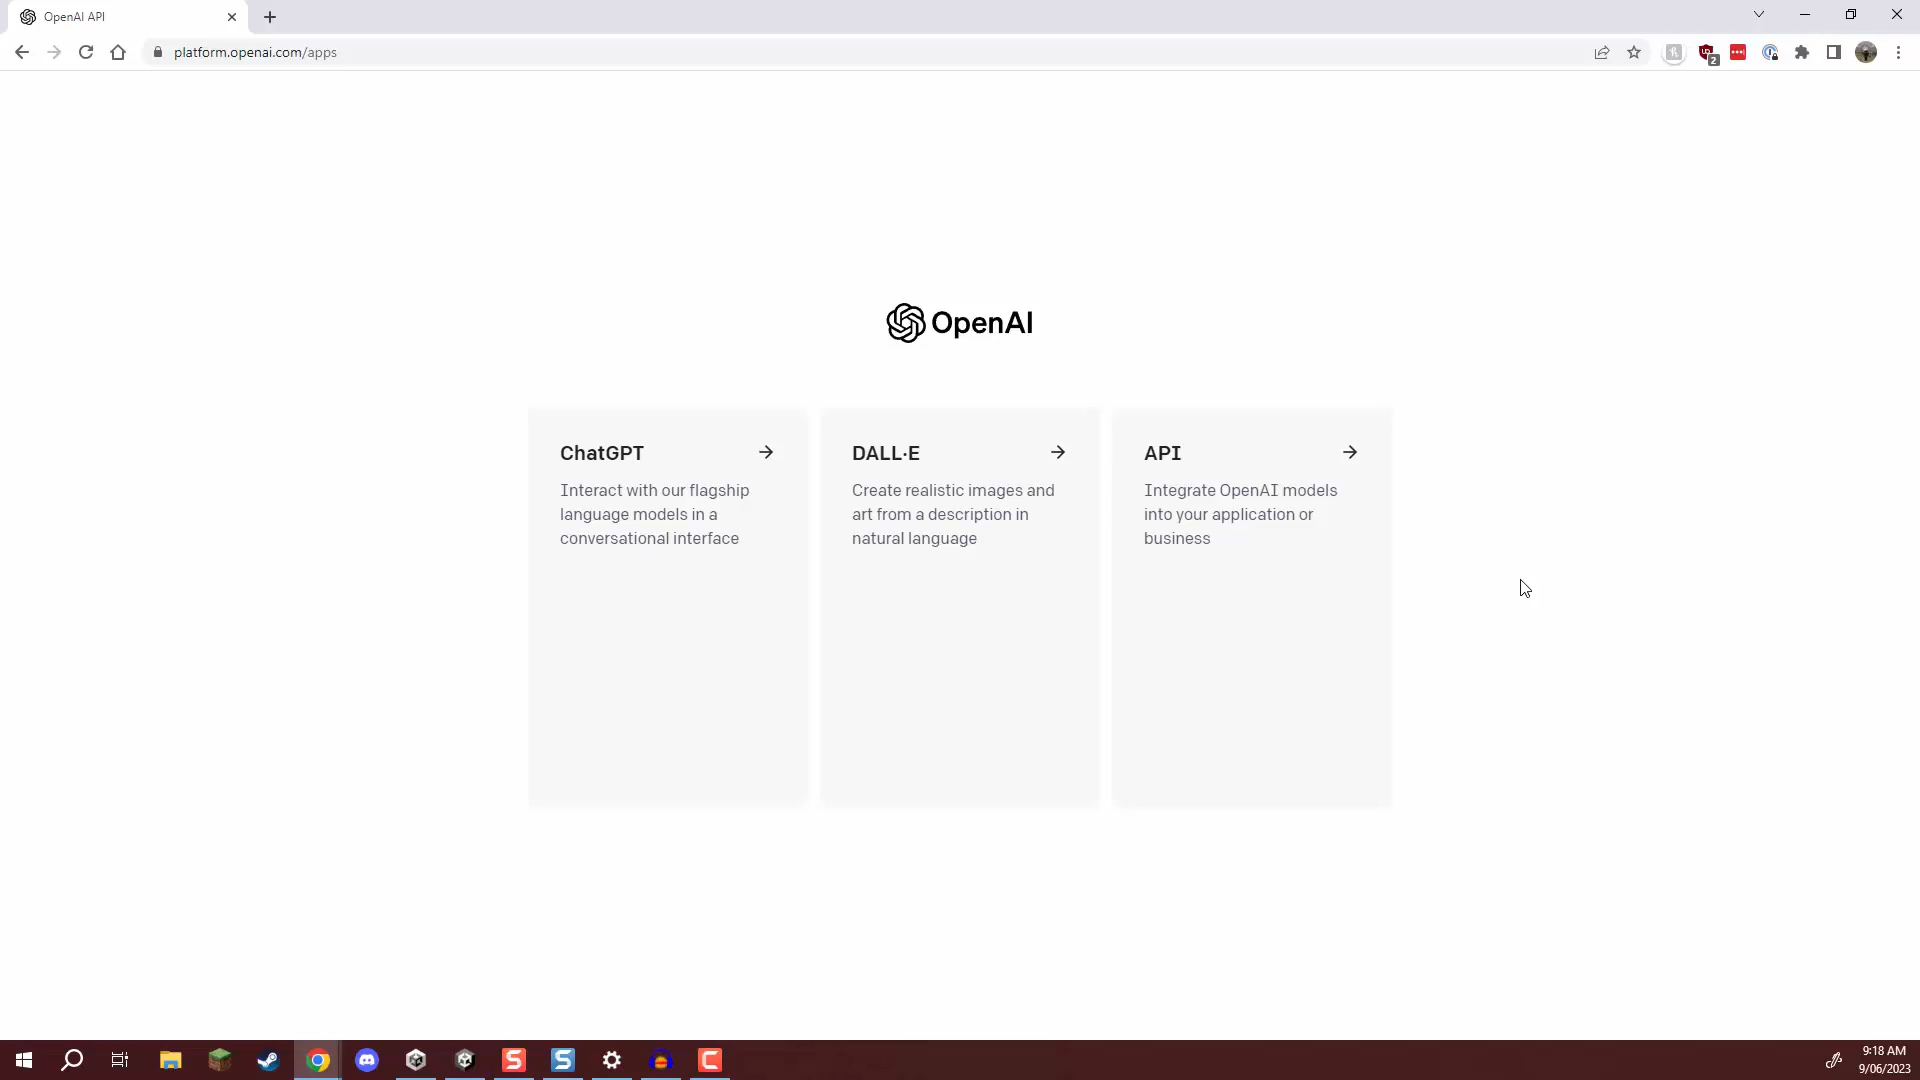 OpenAI API
platform.openai.com/apps
2
OpenAI
ChatGPT
Interact with our flagship
language models in a
conversational interface
DALL·E
Create realistic images and
art from a description in
natural language
API
Integrate OpenAI models
into your application or
business
9:18 AM
9/06/2023